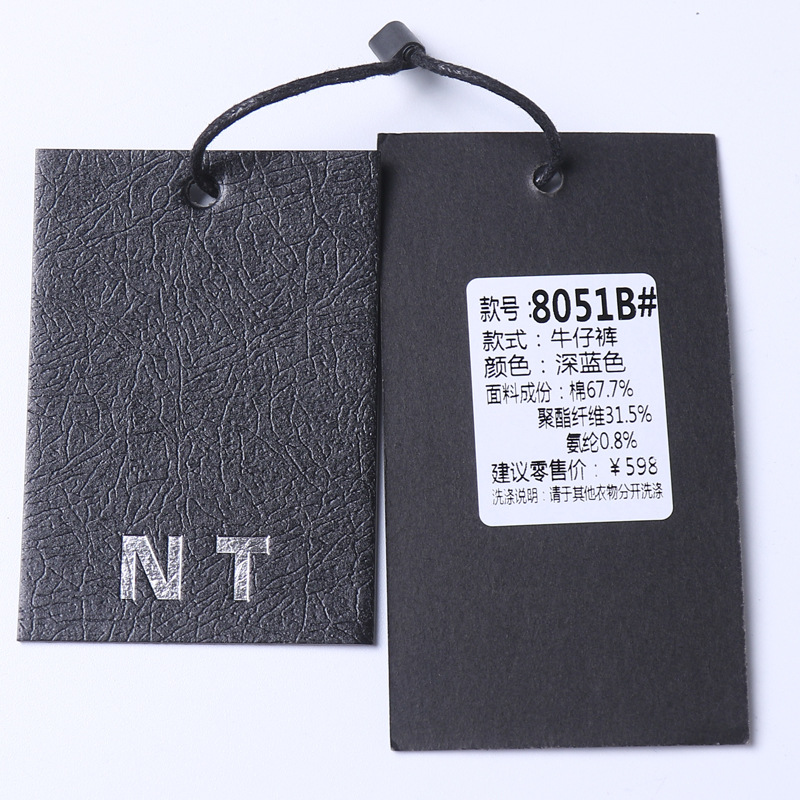 N T
款号:8051B#
款式：牛仔裤
颜色：深蓝色
面料成份：棉67.7%
聚酯纤维31.5%
氨纶0.8%
建议零售价：￥598
洗涤说明：请于其他衣物分开洗涤